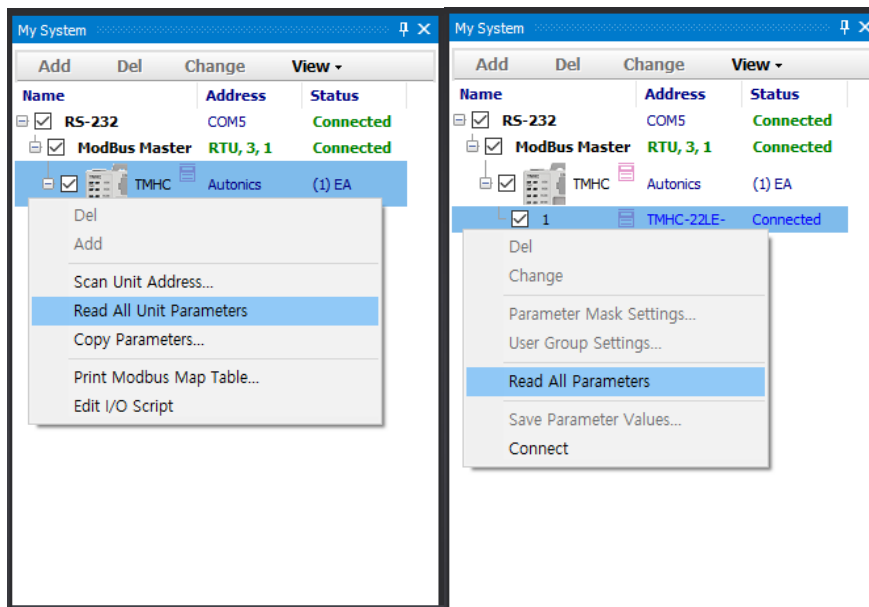 My System
Add Del Change View
Name Address Status
RS-232 COM5 Connected
ModBus Master RTU, 3, 1 Connected
TMHC Autonics (1) EA
Del
Add
Scan Unit Address...
Read All Unit Parameters
Copy Parameters...
Print Modbus Map Table...
Edit I/O Script
My System
Add Del Change View
Name Address Status
RS-232 COM5 Connected
ModBus Master RTU, 3, 1 Connected
TMHC Autonics (1) EA
1 TMHC-22LE- Connected
Del
Change
Parameter Mask Settings...
User Group Settings...
Read All Parameters
Save Parameter Values...
Connect